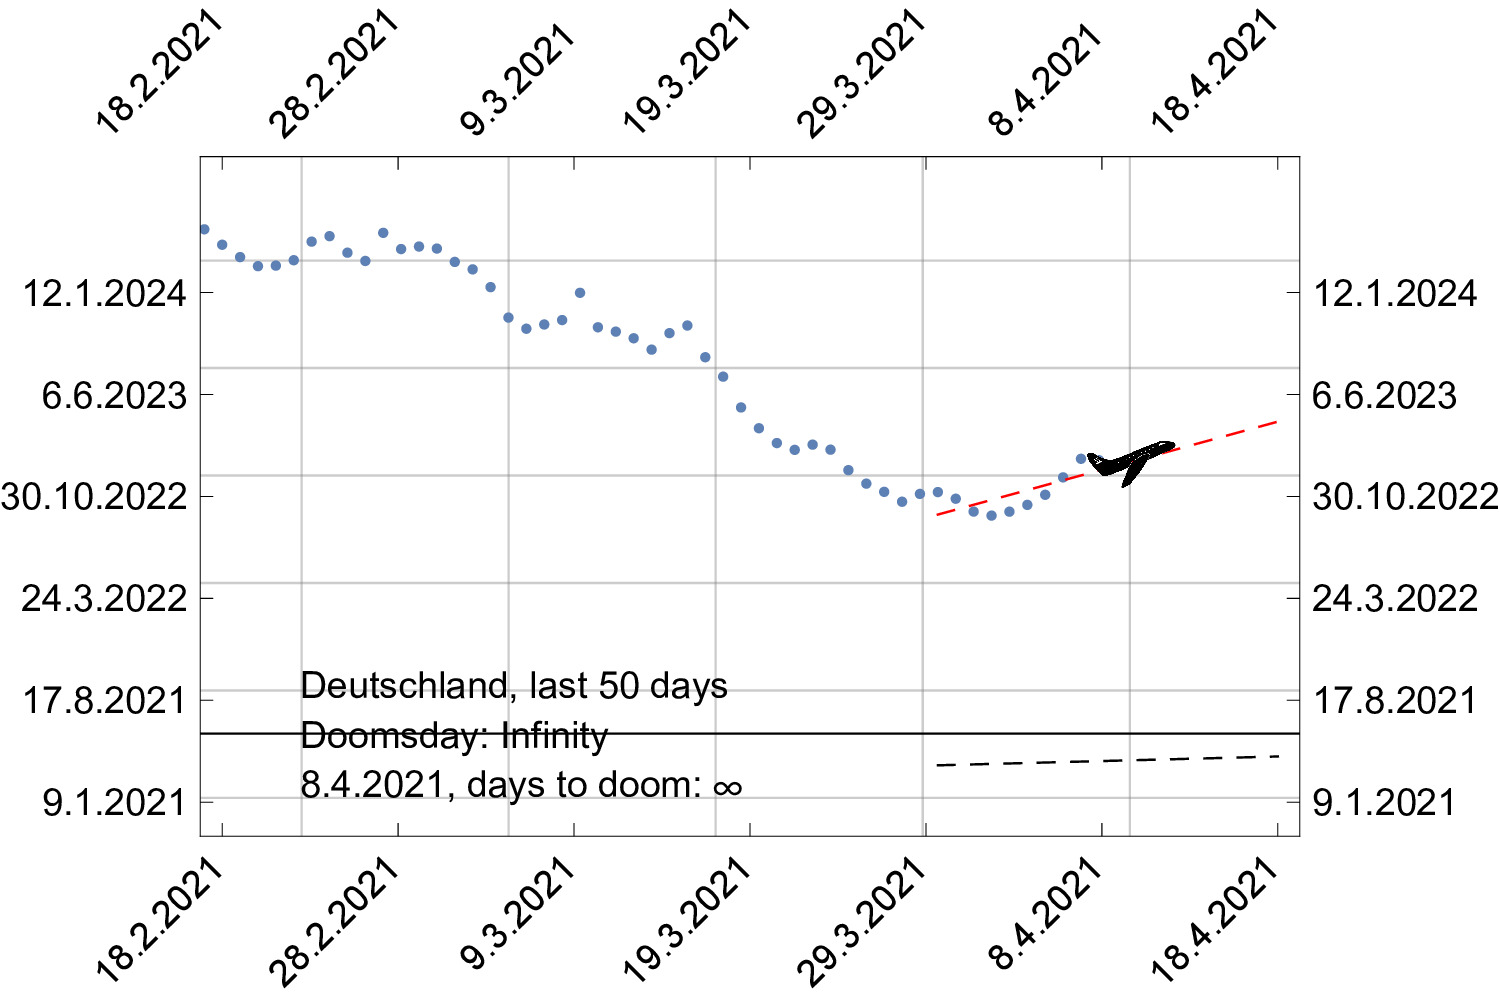 18.2.2021 28.2.2021 9.3.2021 19.3.2021 29.3.2021 8.4.2021 18.4.2021
12.1.2024 12.1.2024
6.6.2023 6.6.2023
30.10.2022 30.10.2022
24.3.2022 24.3.2022
Deutschland, last 50 days
17.8.2021 17.8.2021
Doomsday: Infinity
8.4.2021, days to doom: ∞
9.1.2021 9.1.2021
18.2.2021 28.2.2021 9.3.2021 19.3.2021 29.3.2021 8.4.2021 18.4.2021